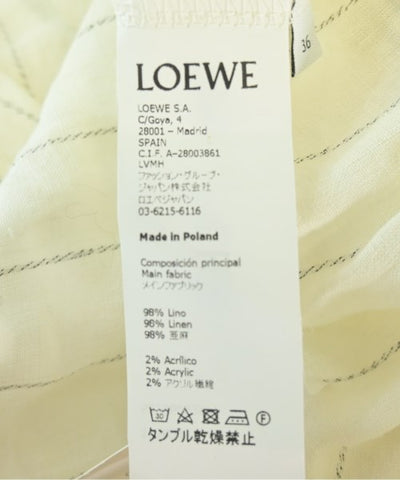 36
LOEWE
LOEWE S.A.
C/Goya, 4
28001 - Madrid
SPAIN
C.I.F. A-28003861
LVMH
ファッション・グループ・
ジャパン株式会社
ロエベジャパン
03-6215-6116
Made in Poland
Composición principal
Main fabric
メインファブリック
98% Lino
98% Linen
98% 亜麻
2% Acrílico
2% Acrylic
2% アクリル繊維
30
F
タンブル乾燥禁止